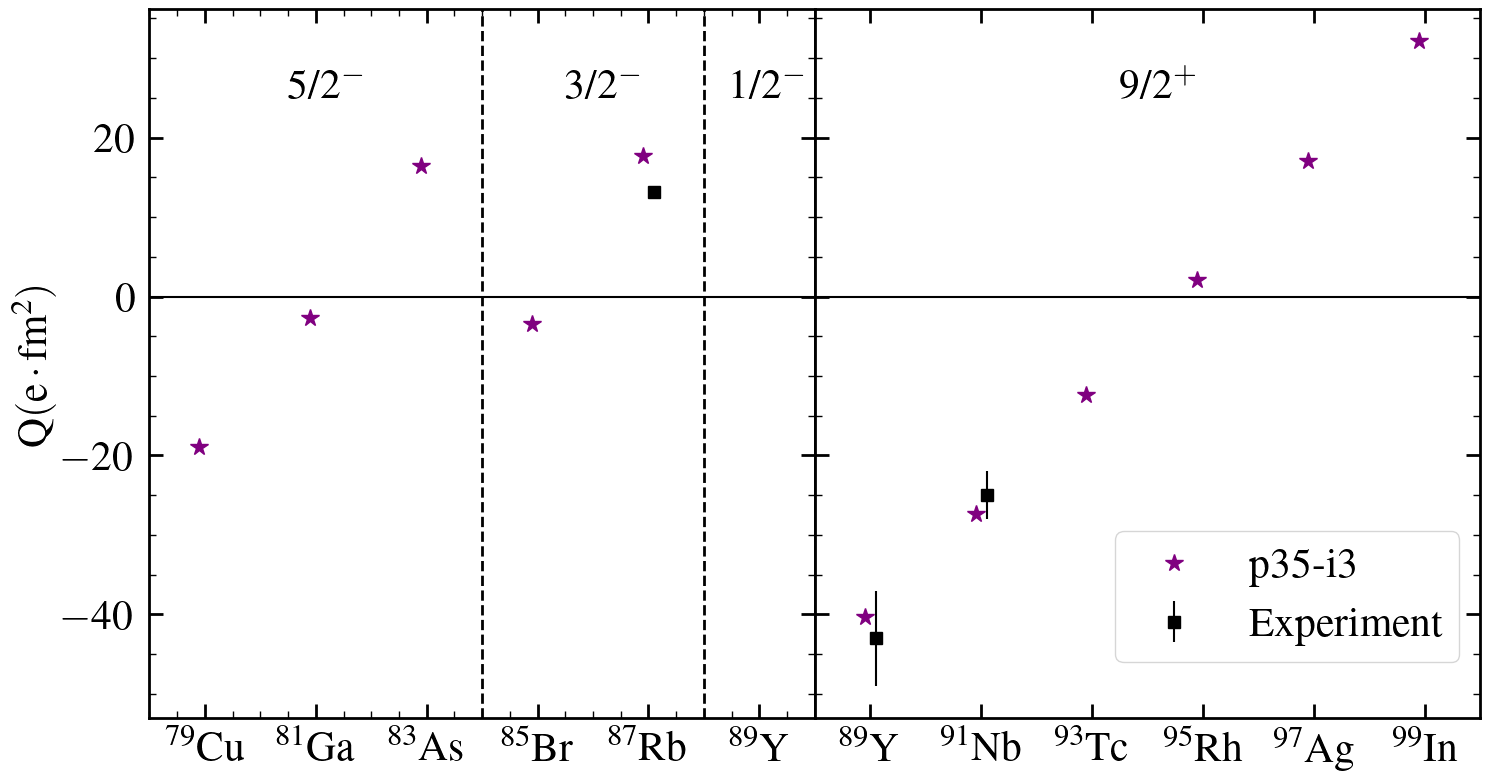 5/2⁻ 3/2⁻ 1/2⁻ 9/2⁺
20
0
−20
−40
Q(e·fm²)
p35-i3
Experiment
⁷⁹Cu ⁸¹Ga ⁸³As ⁸⁵Br ⁸⁷Rb ⁸⁹Y ⁸⁹Y ⁹¹Nb ⁹³Tc ⁹⁵Rh ⁹⁷Ag ⁹⁹In